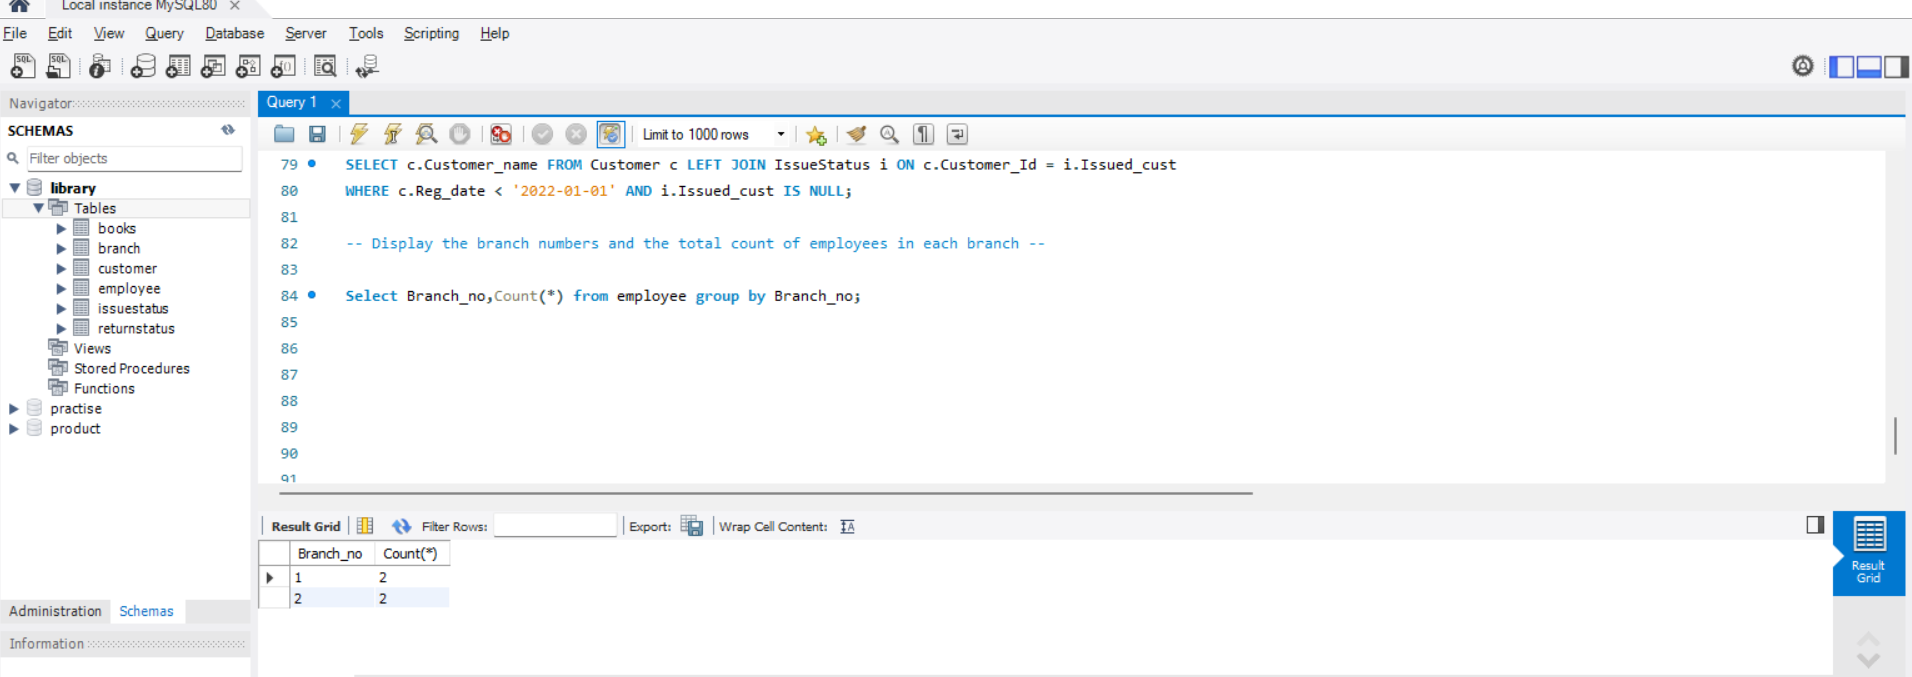 Local instance MySQL80 ×
File Edit View Query Database Server Tools Scripting Help
Navigator
SCHEMAS
Filter objects
library
Tables
books
branch
customer
employee
issuestatus
returnstatus
Views
Stored Procedures
Functions
practise
product
Administration Schemas
Information
Query 1 ×
Limit to 1000 rows
79 SELECT c.Customer_name FROM Customer c LEFT JOIN IssueStatus i ON c.Customer_Id = i.Issued_cust
80 WHERE c.Reg_date < '2022-01-01' AND i.Issued_cust IS NULL;
81
82 -- Display the branch numbers and the total count of employees in each branch --
83
84 Select Branch_no,Count(*) from employee group by Branch_no;
85
86
87
88
89
90
91
Result Grid Filter Rows: Export: Wrap Cell Content:
Branch_no Count(*)
1 2
2 2
Result
Grid